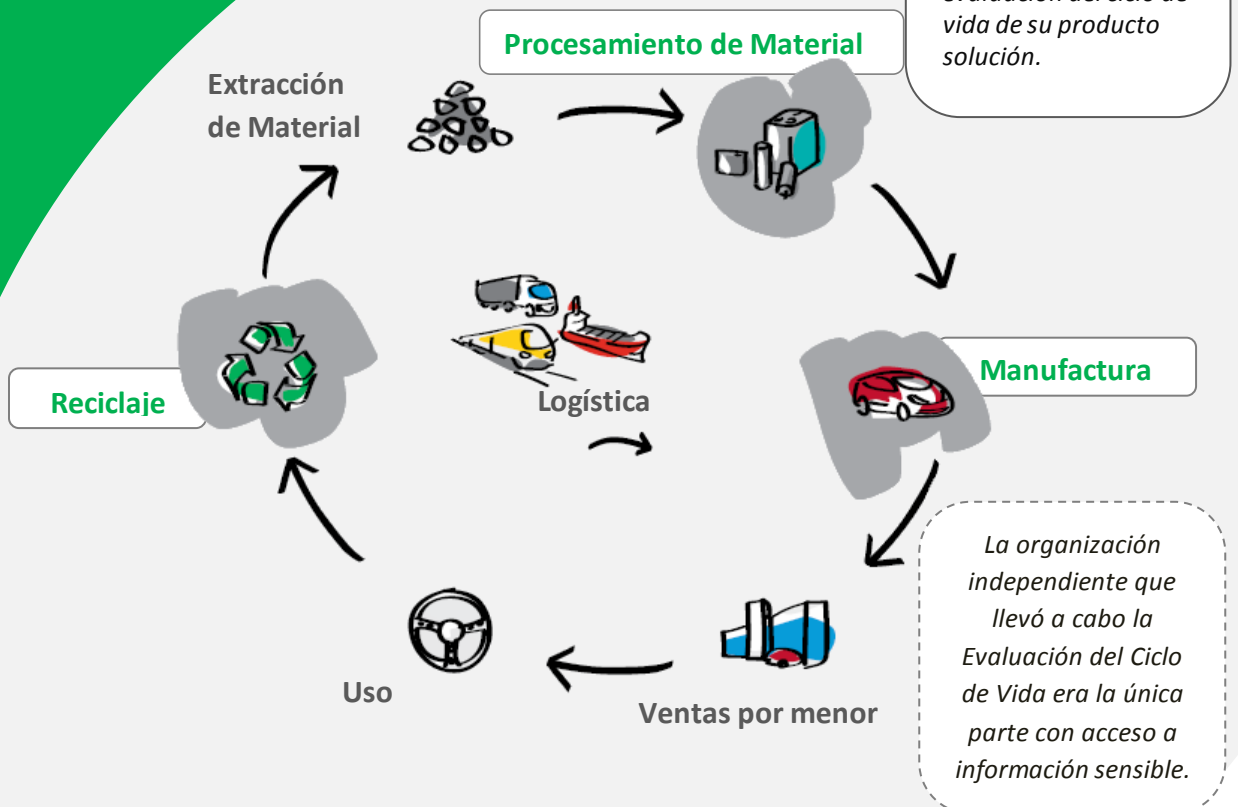 vida de su producto
solución.
Procesamiento de Material
Extracción
de Material
Manufactura
Reciclaje
Logística
La organización
independiente que
llevó a cabo la
Evaluación del Ciclo
de Vida era la única
parte con acceso a
información sensible.
Uso
Ventas por menor